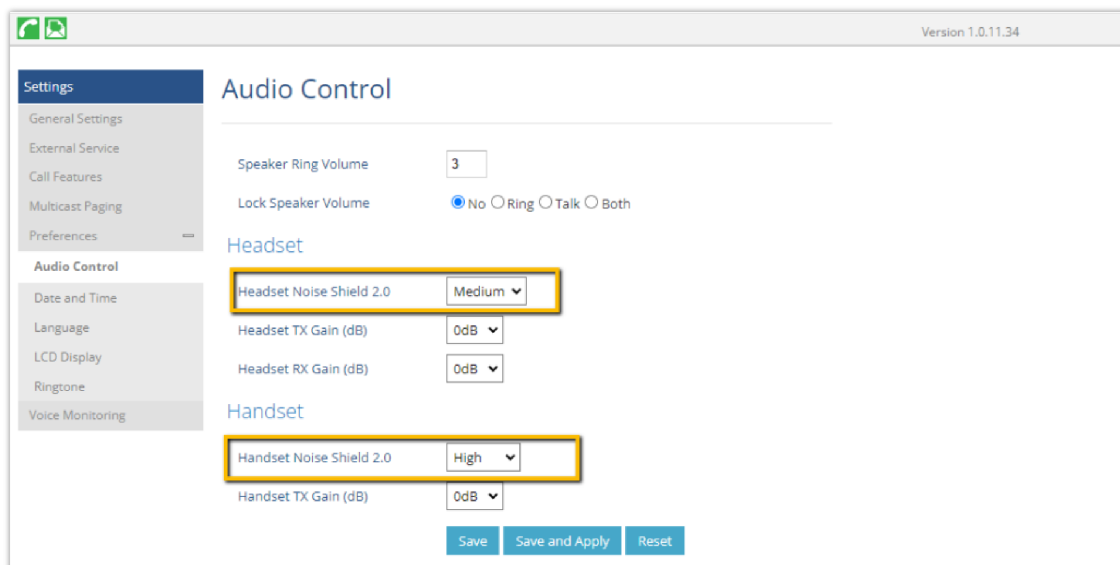 Version 1.0.11.34
Settings
General Settings
External Service
Call Features
Multicast Paging
Preferences
Audio Control
Date and Time
Language
LCD Display
Ringtone
Voice Monitoring
Audio Control
Speaker Ring Volume 3
Lock Speaker Volume No Ring Talk Both
Headset
Headset Noise Shield 2.0 Medium
Headset TX Gain (dB) 0dB
Headset RX Gain (dB) 0dB
Handset
Handset Noise Shield 2.0 High
Handset TX Gain (dB) 0dB
Save Save and Apply Reset